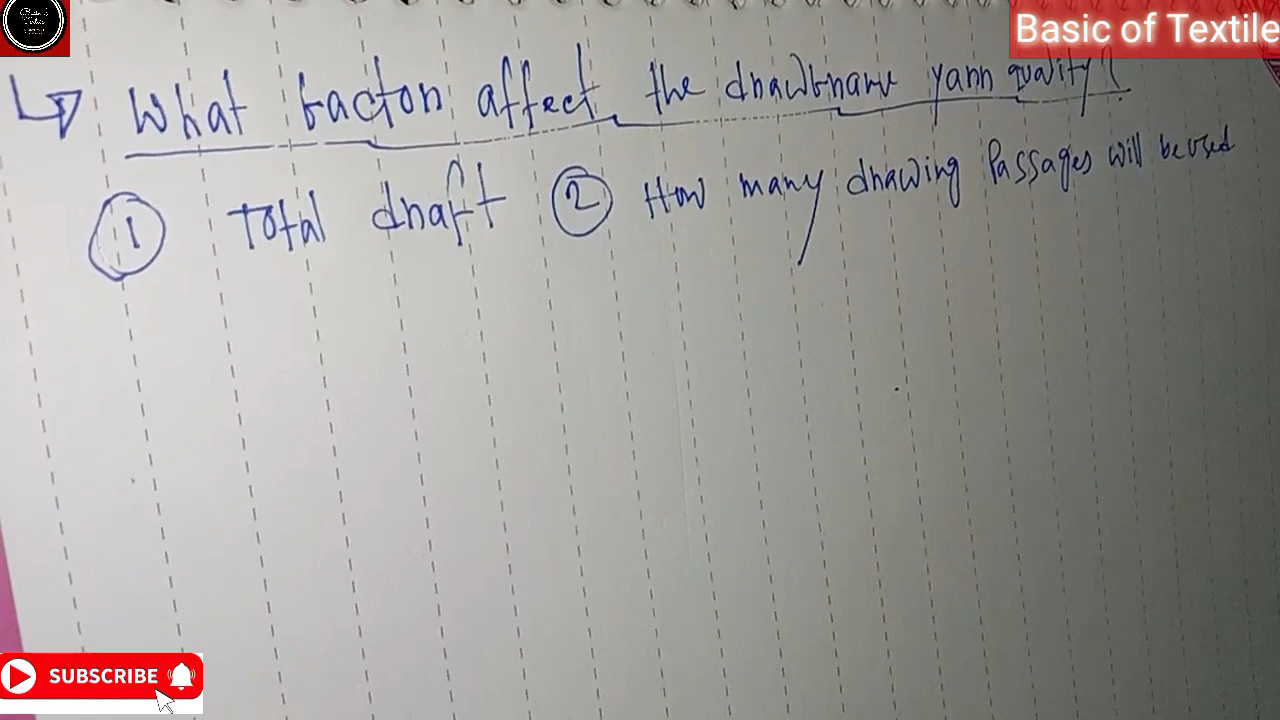 Basic of Textile
What factor affect the drawframe yarn quality?
① Total draft ② How many drawing Passages will be used
SUBSCRIBE